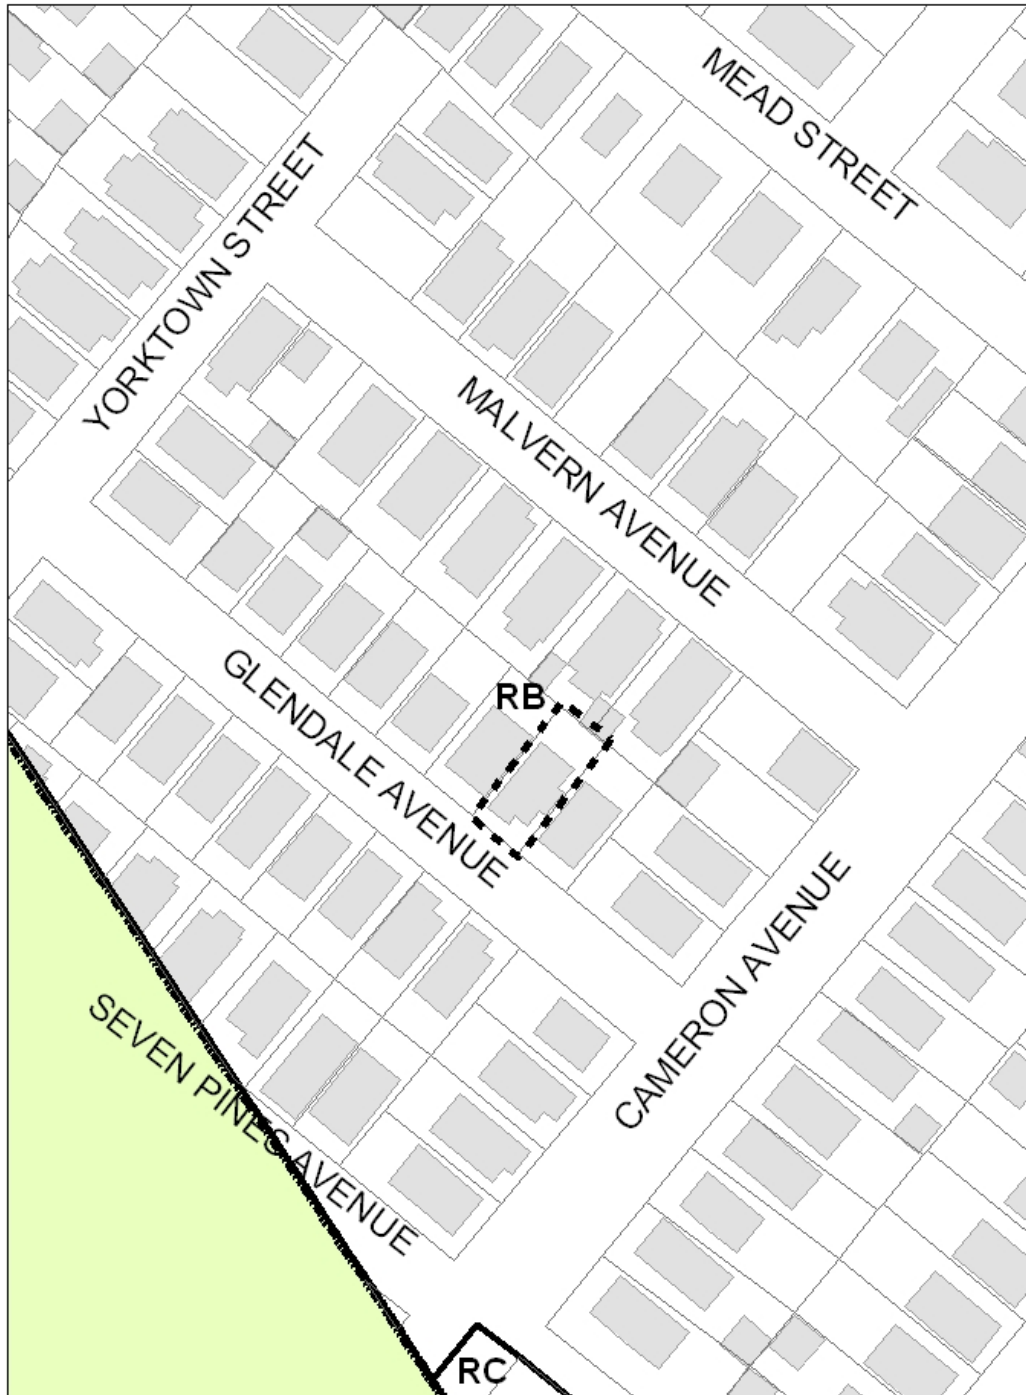 MEAD STREET
YORKTOWN STREET
MALVERN AVENUE
GLENDALE AVENUE
RB
CAMERON AVENUE
SEVEN PINES AVENUE
RC